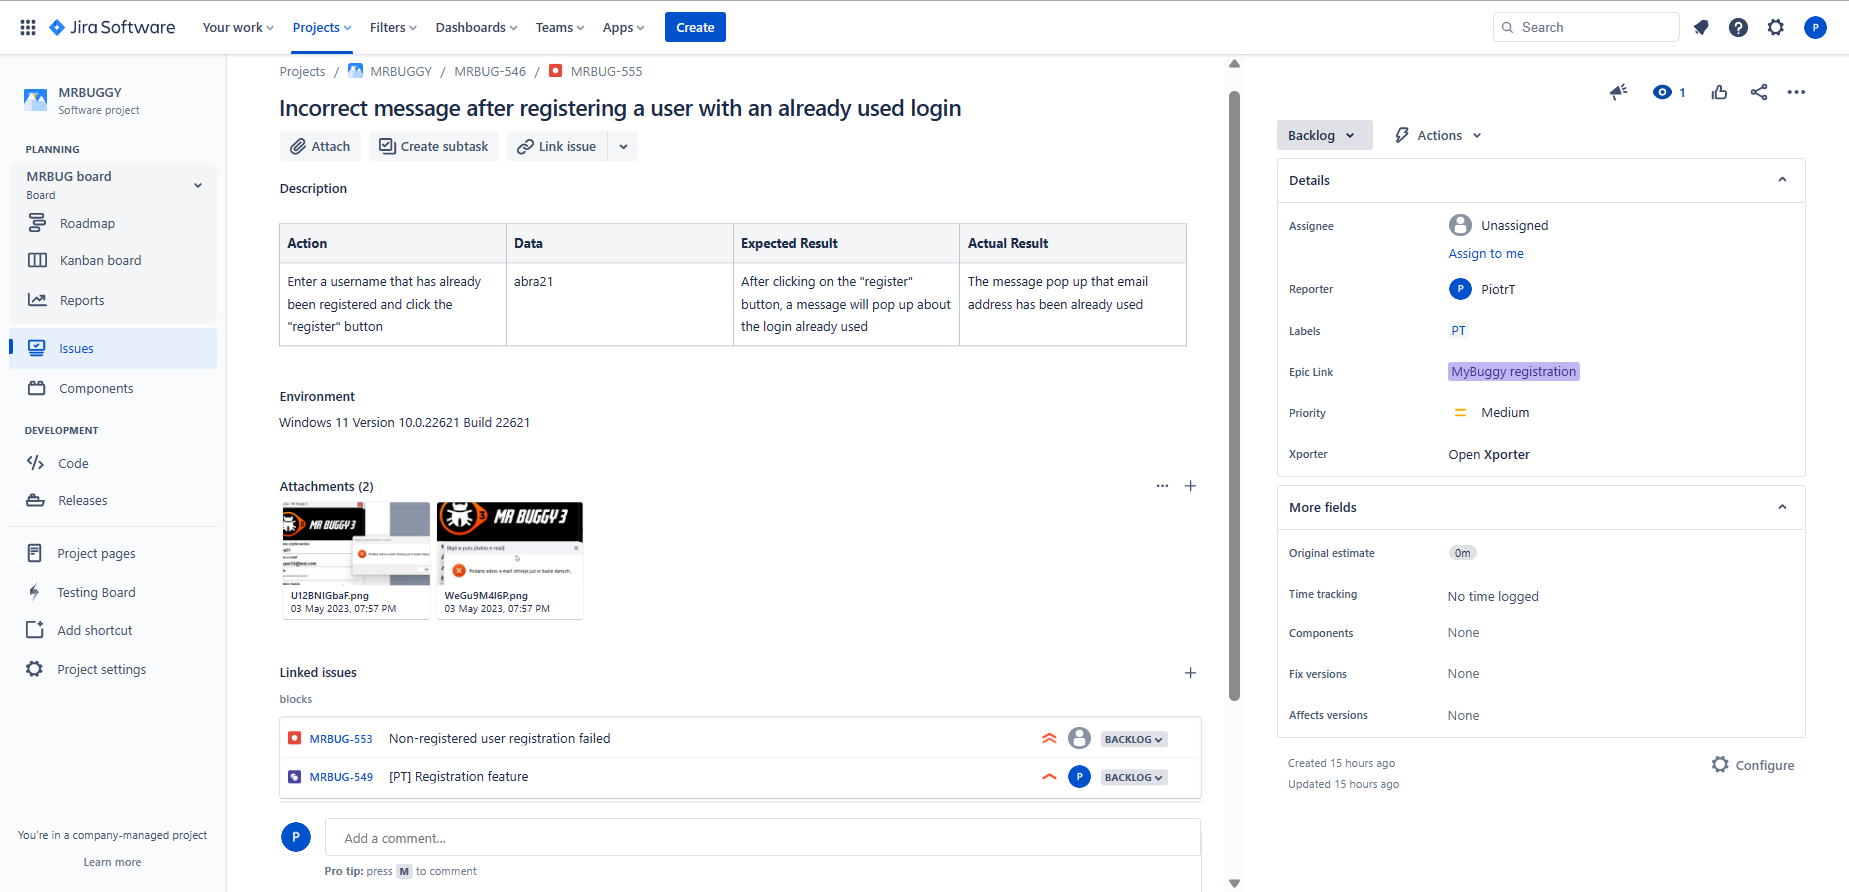 Jira Software
Your work
Projects
Filters
Dashboards
Teams
Apps
Create
Search
P
MRBUGGY
Software project
PLANNING
MRBUG board
Board
Roadmap
Kanban board
Reports
Issues
Components
DEVELOPMENT
Code
Releases
Project pages
Testing Board
Add shortcut
Project settings
You're in a company-managed project
Learn more
Projects / MRBUGGY / MRBUG-546 / MRBUG-555
Incorrect message after registering a user with an already used login
Attach
Create subtask
Link issue
Description
Action
Data
Expected Result
Actual Result
Enter a username that has already
been registered and click the
"register" button
abra21
After clicking on the "register"
button, a message will pop up about
the login already used
The message pop up that email
address has been already used
Environment
Windows 11 Version 10.0.22621 Build 22621
Attachments (2)
MR BUGGY
U12BNIGbaF.png
03 May 2023, 07:57 PM
3 MR BUGGY 3
Błąd w polu [Adres e-mail]
Podany adres e-mail istnieje już w bazie danych.
WeGu9M4I6P.png
03 May 2023, 07:57 PM
Linked issues
blocks
MRBUG-553 Non-registered user registration failed
BACKLOG
MRBUG-549 [PT] Registration feature
P
BACKLOG
P
Add a comment...
Pro tip: press M to comment
1
Backlog
Actions
Details
Assignee
Unassigned
Assign to me
Reporter
P
PiotrT
Labels
PT
Epic Link
MyBuggy registration
Priority
Medium
Xporter
Open Xporter
More fields
Original estimate
0m
Time tracking
No time logged
Components
None
Fix versions
None
Affects versions
None
Created 15 hours ago
Updated 15 hours ago
Configure